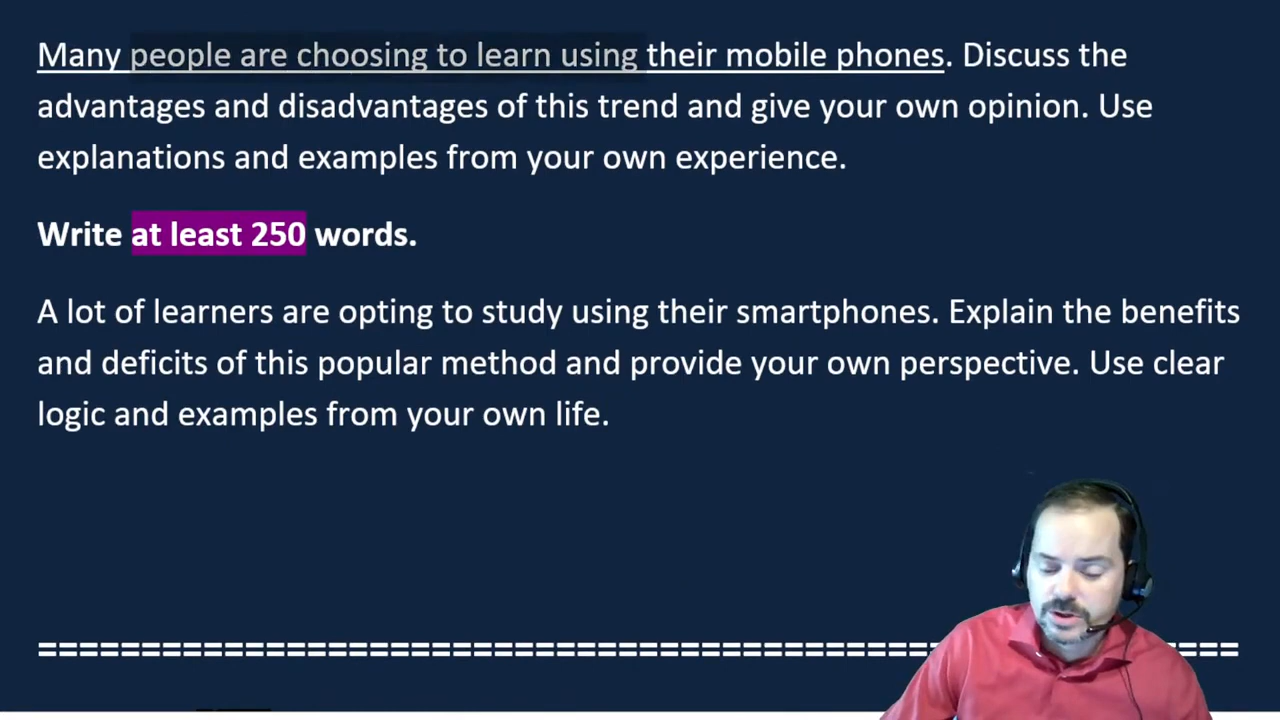 Many people are choosing to learn using their mobile phones. Discuss the
advantages and disadvantages of this trend and give your own opinion. Use
explanations and examples from your own experience.
Write at least 250 words.
A lot of learners are opting to study using their smartphones. Explain the benefits
and deficits of this popular method and provide your own perspective. Use clear
logic and examples from your own life.